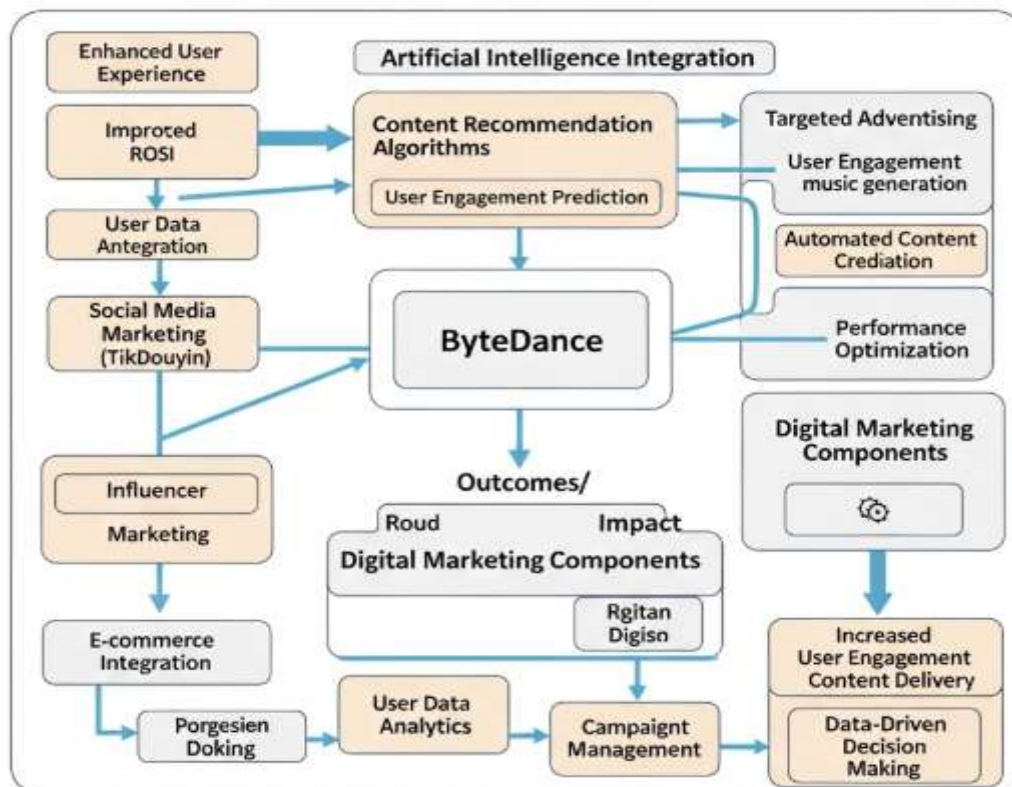 Enhanced User
Experience
Artificial Intelligence Integration
Improted
ROSI
Content Recommendation
Algorithms
User Engagement Prediction
Targeted Advertising
User Engagement
music generation
User Data
Antegration
Automated Content
Crediation
Social Media
Marketing
(TikDouyin)
ByteDance
Performance
Optimization
Digital Marketing
Components
Influencer
Marketing
Outcomes/
Roud
Impact
Digital Marketing Components
Rgitan
Digisn
E-commerce
Integration
Increased
User Engagement
Content Delivery
Porgesien
Doking
User Data
Analytics
Campaignt
Management
Data-Driven
Decision
Making